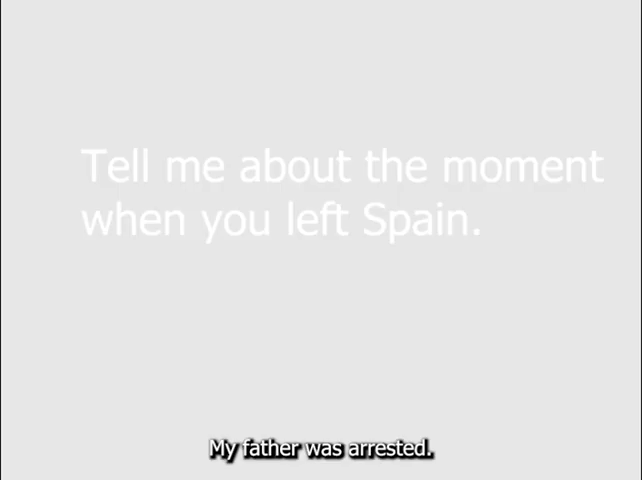 Tell me about the moment
when you left Spain.
My father was arrested.